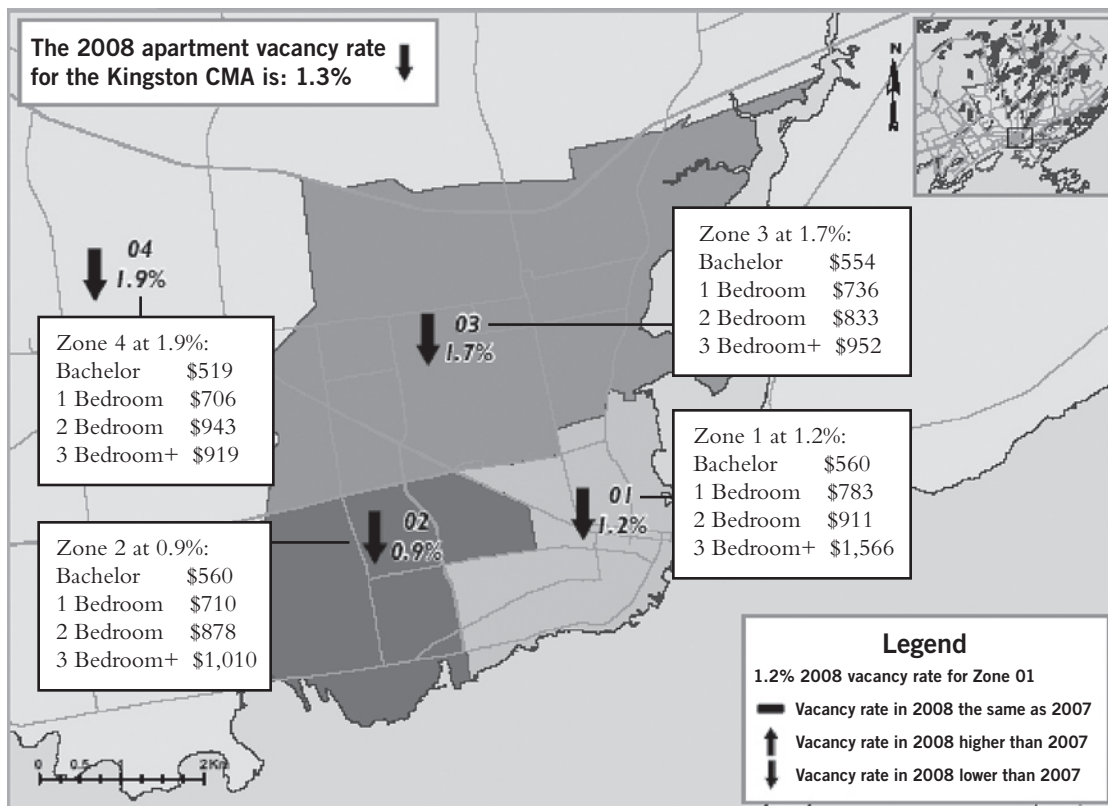 The 2008 apartment vacancy rate
for the Kingston CMA is: 1.3%
N
N
04
1.9%
Zone 3 at 1.7%:
Bachelor $554
1 Bedroom $736
2 Bedroom $833
3 Bedroom+ $952
03
1.7%
Zone 4 at 1.9%:
Bachelor $519
1 Bedroom $706
2 Bedroom $943
3 Bedroom+ $919
Zone 1 at 1.2%:
Bachelor $560
1 Bedroom $783
2 Bedroom $911
3 Bedroom+ $1,566
01
1.2%
02
0.9%
Zone 2 at 0.9%:
Bachelor $560
1 Bedroom $710
2 Bedroom $878
3 Bedroom+ $1,010
Legend
1.2% 2008 vacancy rate for Zone 01
Vacancy rate in 2008 the same as 2007
Vacancy rate in 2008 higher than 2007
Vacancy rate in 2008 lower than 2007
0 0.5 1 2Km